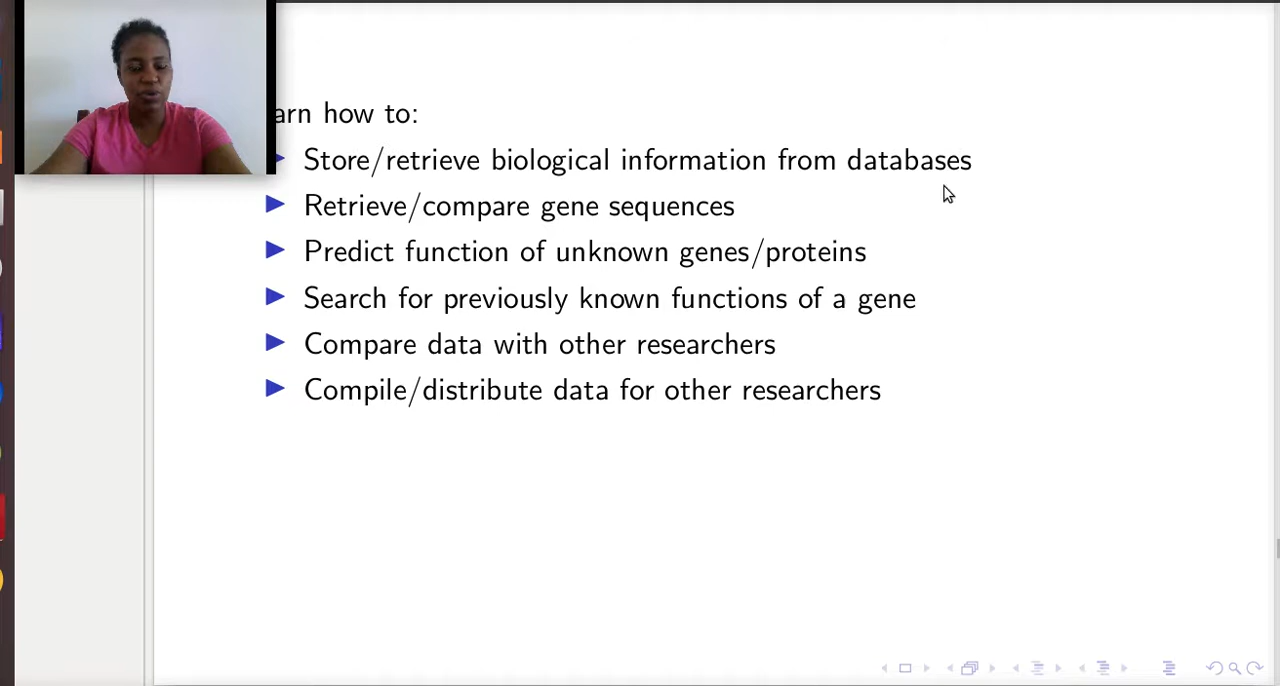 arn how to:
Store/retrieve biological information from databases
Retrieve/compare gene sequences
Predict function of unknown genes/proteins
Search for previously known functions of a gene
Compare data with other researchers
Compile/distribute data for other researchers